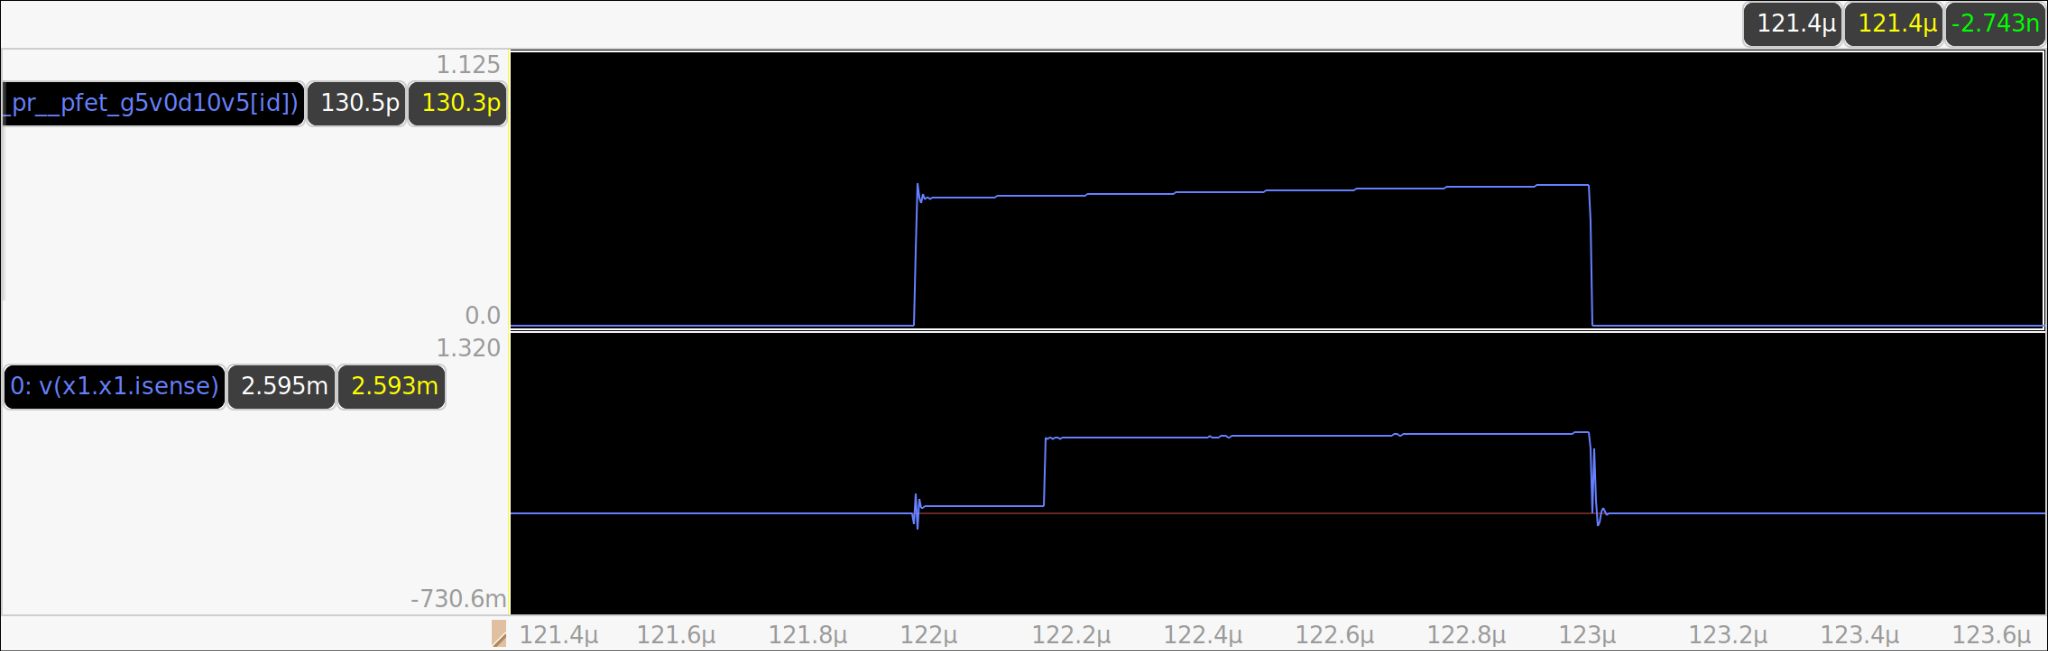 121.4µ 121.4µ -2.743n
1.125
_pr__pfet_g5v0d10v5[id]) 130.5p 130.3p
0.0
1.320
0: v(x1.x1.isense) 2.595m 2.593m
-730.6m
121.4µ 121.6µ 121.8µ 122µ 122.2µ 122.4µ 122.6µ 122.8µ 123µ 123.2µ 123.4µ 123.6µ